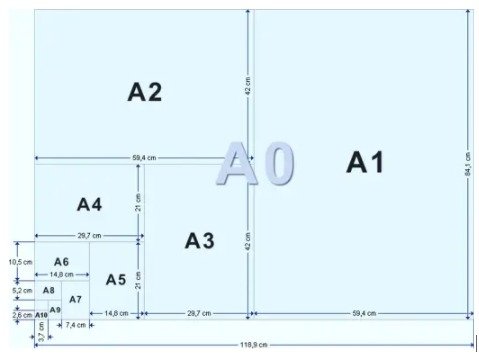 42 cm
A2
A0
A1
84,1 cm
59,4 cm
A4
21 cm
29,7 cm
A3
42 cm
10,5 cm
A6
14,8 cm
A5
21 cm
5,2 cm
A8
A7
2,6 cm
A10
A9
14,8 cm
29,7 cm
59,4 cm
3,7 cm
7,4 cm
118,9 cm